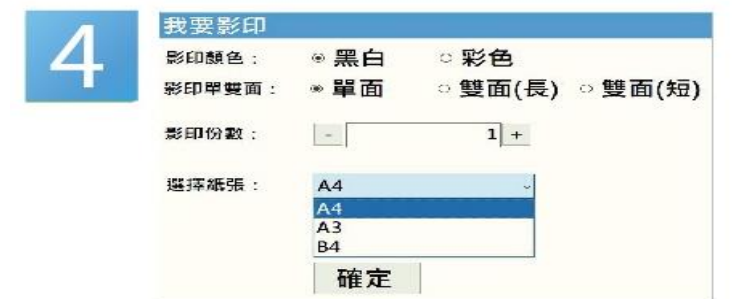 4
我要影印
影印顏色： 黑白 彩色
影印單雙面： 單面 雙面(長) 雙面(短)
影印份數： - 1 +
選擇紙張： A4
A4
A3
B4
確定